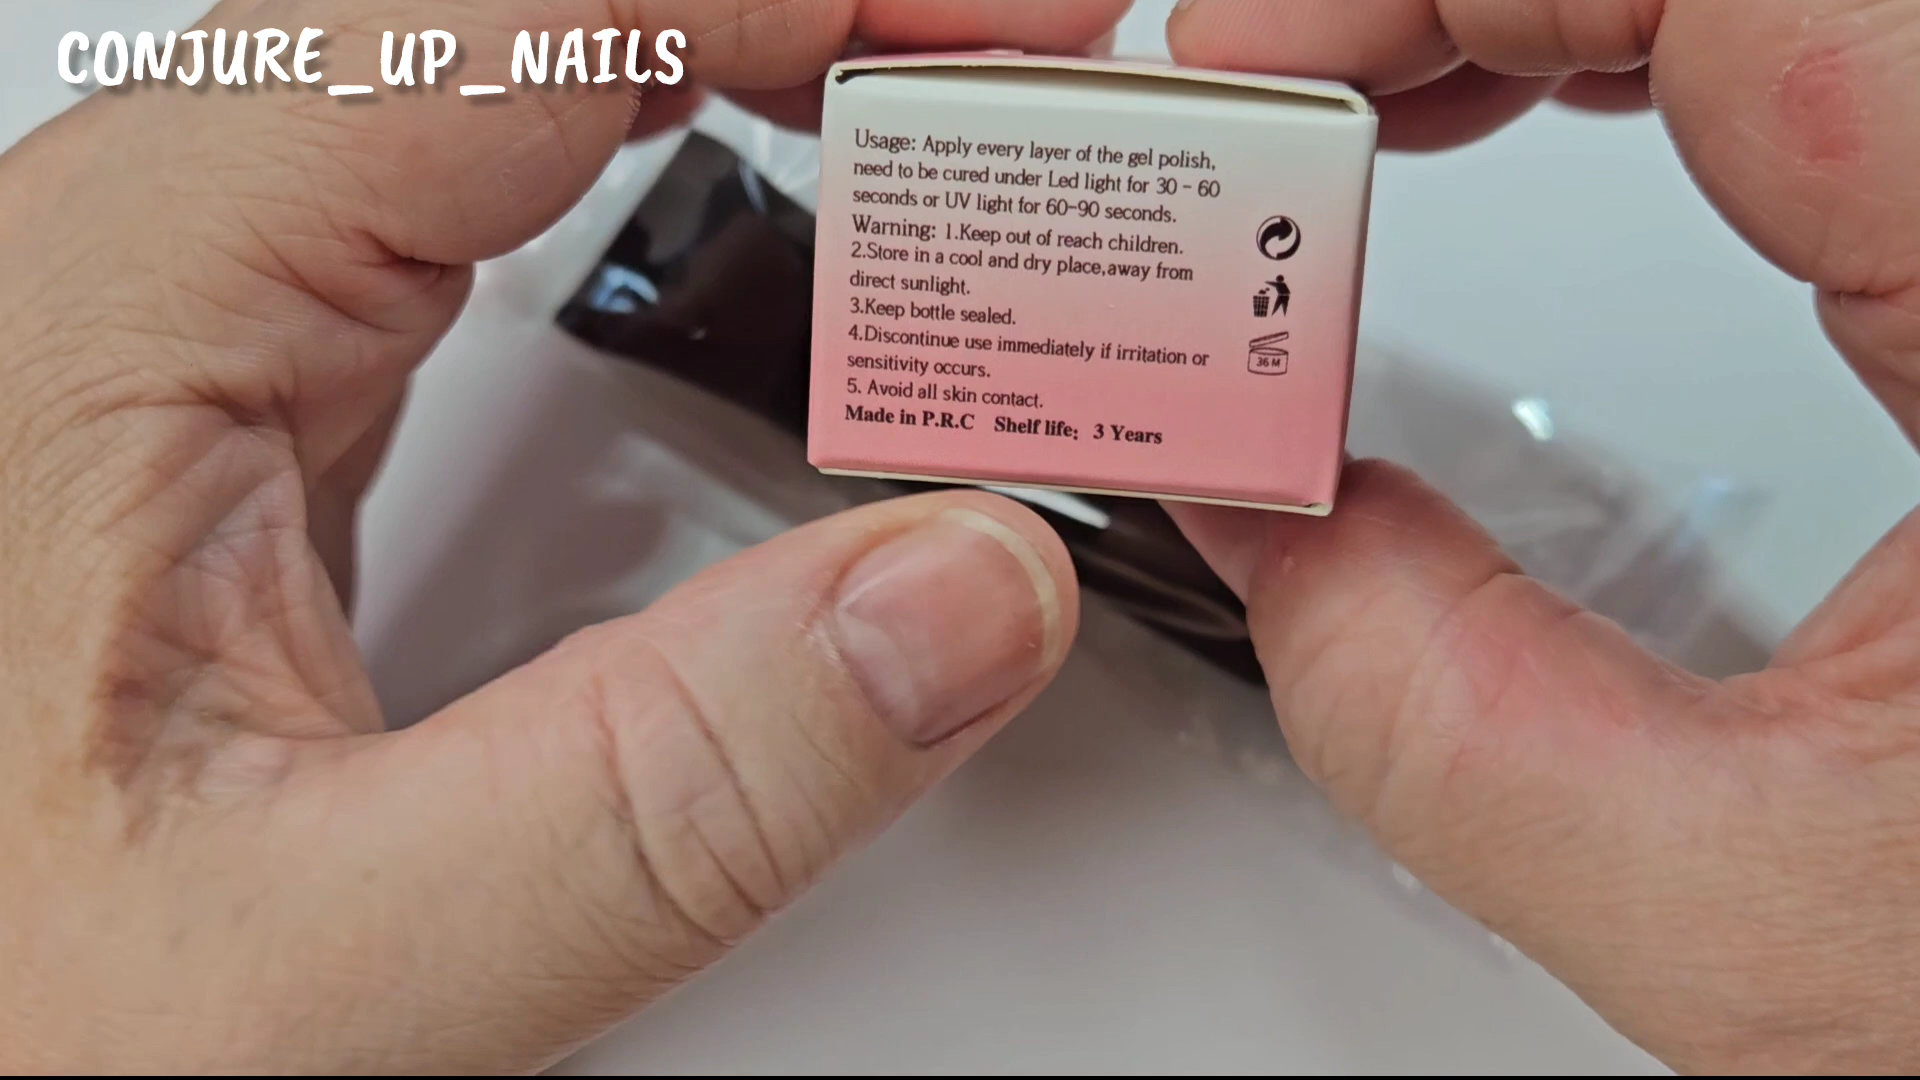 CONJURE_UP_NAILS
Usage: Apply every layer of the gel polish,
need to be cured under Led light for 30 - 60
seconds or UV light for 60-90 seconds.
Warning: 1.Keep out of reach children.
2.Store in a cool and dry place,away from
direct sunlight.
3.Keep bottle sealed.
4.Discontinue use immediately if irritation or
sensitivity occurs.
5. Avoid all skin contact.
Made in P.R.C Shelf life: 3 Years
36 M